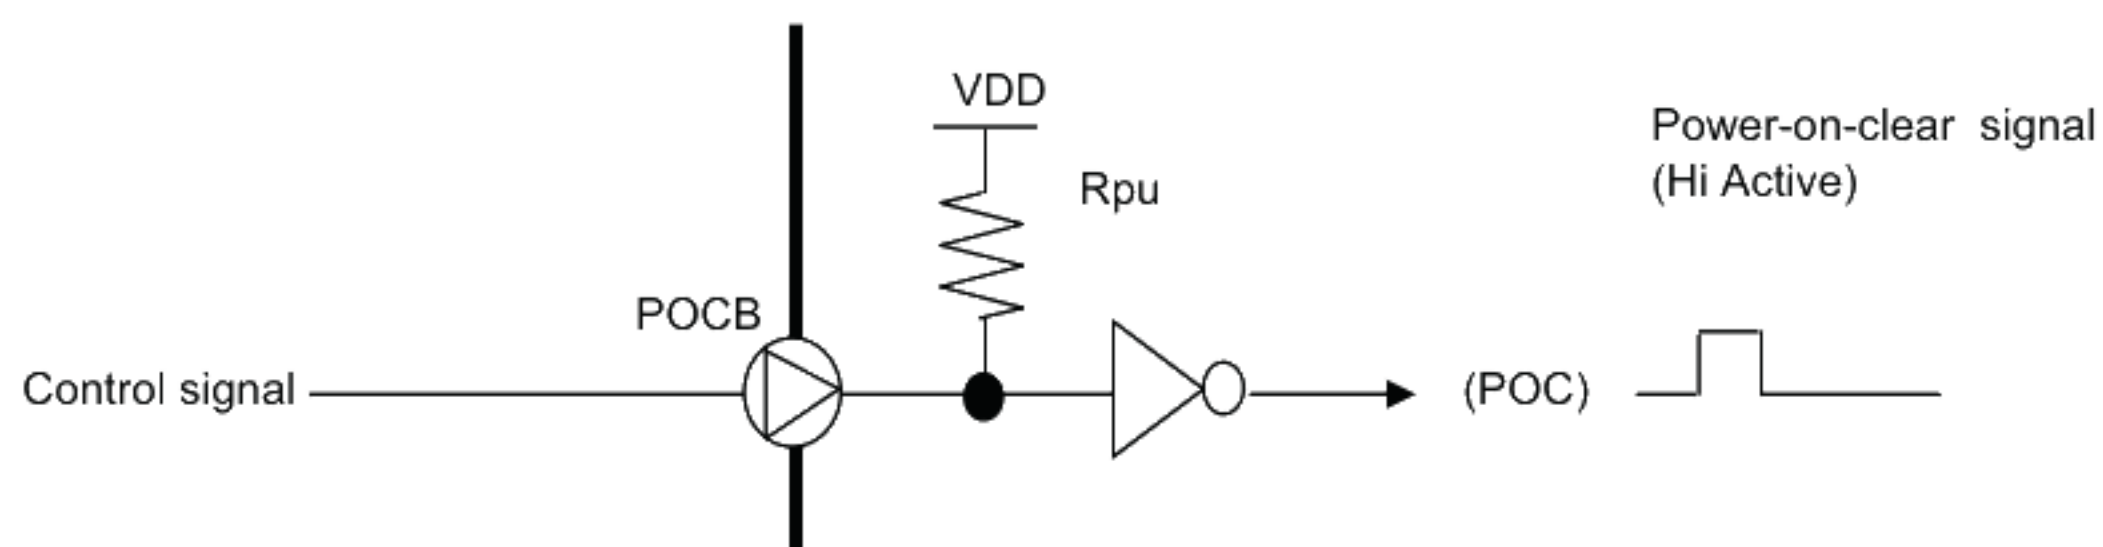 VDD
Power-on-clear signal
(Hi Active)
Rpu
POCB
Control signal
(POC)